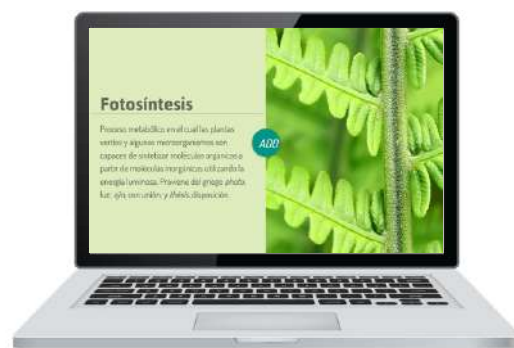 Fotosíntesis
Proceso metabólico en el cual las plantas
verdes y algunos microorganismos son
capaces de sintetizar moléculas orgánicas a
partir de moléculas inorgánicas utilizando la
energía luminosa. Proviene del griego photo,
luz; syn, con unión; y thésis, disposición.
ADD